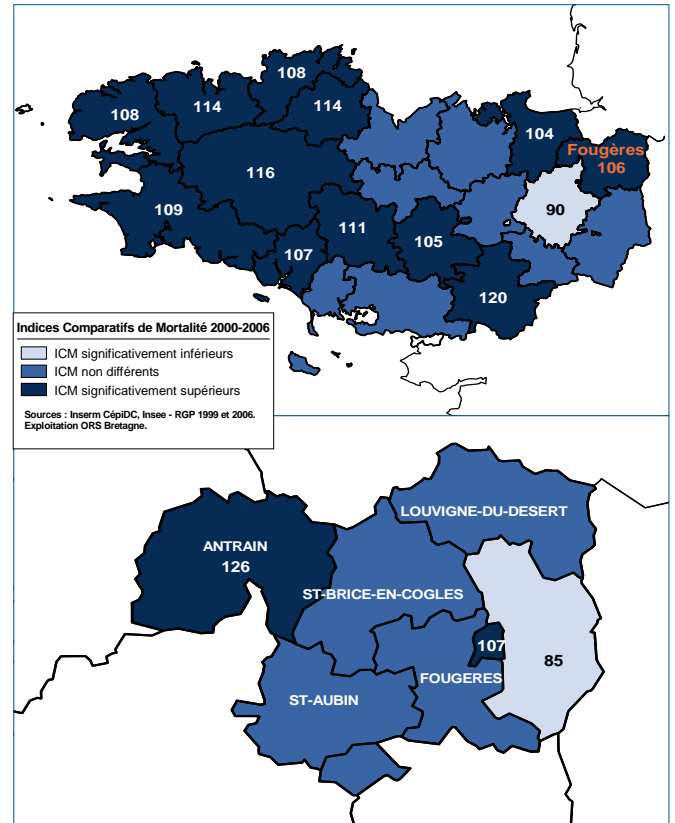 108
108
114
114
104
Fougères
106
116
90
109
111
105
107
120
Indices Comparatifs de Mortalité 2000-2006
ICM significativement inférieurs
ICM non différents
ICM significativement supérieurs
Sources : Inserm CépiDC, Insee - RGP 1999 et 2006.
Exploitation ORS Bretagne.
LOUVIGNE-DU-DESERT
ANTRAIN
126
ST-BRICE-EN-COGLES
107
85
FOUGERES
ST-AUBIN